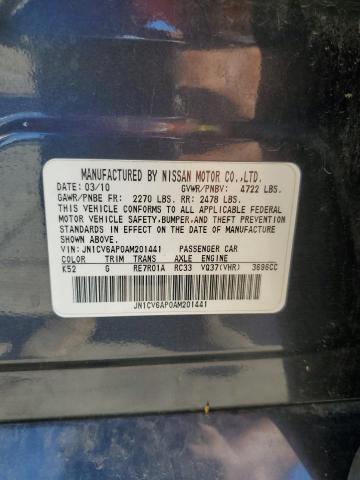 MANUFACTURED BY NISSAN MOTOR CO.,LTD.
DATE: 03/10 GVWR/PNBV: 4722 LBS.
GAWR/PNBE FR: 2270 LBS. RR: 2478 LBS.
THIS VEHICLE CONFORMS TO ALL APPLICABLE FEDERAL
MOTOR VEHICLE SAFETY,BUMPER, AND THEFT PREVENTION
STANDARDS IN EFFECT ON THE DATE OF MANUFACTURE
SHOWN ABOVE.
JN1CV6AP0AM201441 PASSENGER CAR
COLOR TRIM TRANS AXLE ENGINE
K52 G RE7R01A RC33 VQ37(VHR) 3696CC
JN1CV6AP0AM201441